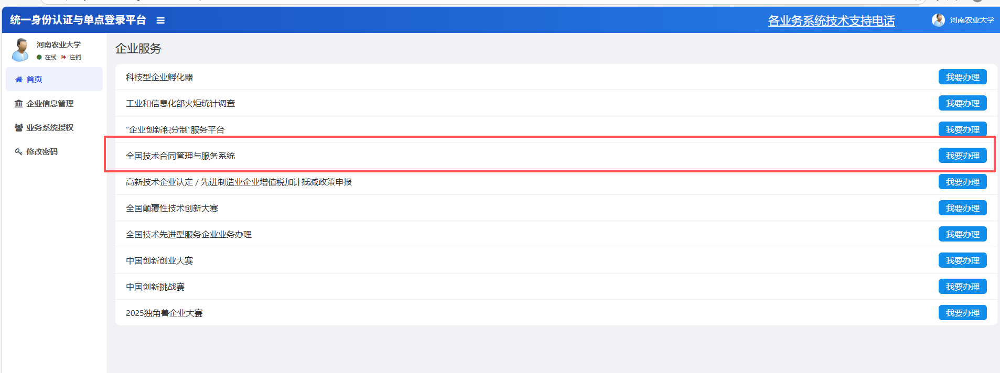 统一身份认证与单点登录平台
各业务系统技术支持电话
河南农业大学
河南农业大学
在线 注销
首页
企业信息管理
业务系统授权
修改密码
企业服务
科技型企业孵化器 我要办理
工业和信息化部火炬统计调查 我要办理
“企业创新积分制”服务平台 我要办理
全国技术合同管理与服务系统 我要办理
高新技术企业认定 / 先进制造业企业增值税加计抵减政策申报 我要办理
全国颠覆性技术创新大赛 我要办理
全国技术先进型服务企业业务办理 我要办理
中国创新创业大赛 我要办理
中国创新挑战赛 我要办理
2025独角兽企业大赛 我要办理